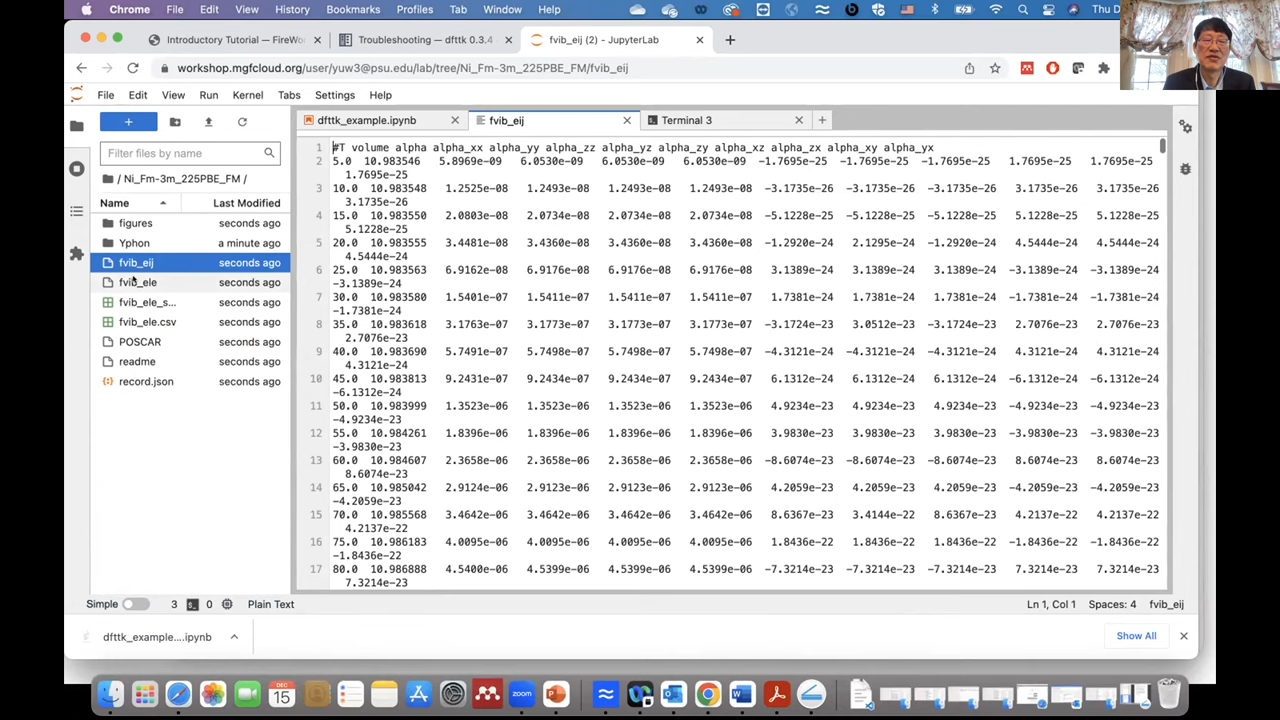 Chrome File Edit View History Bookmarks Profiles Tab Window Help Thu D
Introductory Tutorial — FireWo Troubleshooting — dfttk 0.3.4 fvib_eij (2) - JupyterLab
workshop.mgfcloud.org/user/yuw3@psu.edu/lab/tree/Ni_Fm-3m_225PBE_FM/fvib_eij
File Edit View Run Kernel Tabs Settings Help
dfttk_example.ipynb fvib_eij Terminal 3
Filter files by name
/ Ni_Fm-3m_225PBE_FM /
Name Last Modified
figures seconds ago
Yphon a minute ago
fvib_eij seconds ago
fvib_ele seconds ago
fvib_ele_s... seconds ago
fvib_ele.csv seconds ago
POSCAR seconds ago
readme seconds ago
record.json seconds ago
1 #T volume alpha alpha_xx alpha_yy alpha_zz alpha_yz alpha_zy alpha_xz alpha_zx alpha_xy alpha_yx
2 5.0 10.983546 5.8969e-09 6.0530e-09 6.0530e-09 6.0530e-09 -1.7695e-25 -1.7695e-25 -1.7695e-25 1.7695e-25 1.7695e-25
1.7695e-25
3 10.0 10.983548 1.2525e-08 1.2493e-08 1.2493e-08 1.2493e-08 -3.1735e-26 -3.1735e-26 -3.1735e-26 3.1735e-26 3.1735e-26
3.1735e-26
4 15.0 10.983550 2.0803e-08 2.0734e-08 2.0734e-08 2.0734e-08 -5.1228e-25 -5.1228e-25 -5.1228e-25 5.1228e-25 5.1228e-25
5.1228e-25
5 20.0 10.983555 3.4481e-08 3.4360e-08 3.4360e-08 3.4360e-08 -1.2920e-24 2.1295e-24 -1.2920e-24 4.5444e-24 4.5444e-24
4.5444e-24
6 25.0 10.983563 6.9162e-08 6.9176e-08 6.9176e-08 6.9176e-08 3.1389e-24 3.1389e-24 3.1389e-24 -3.1389e-24 -3.1389e-24
-3.1389e-24
7 30.0 10.983580 1.5401e-07 1.5411e-07 1.5411e-07 1.5411e-07 1.7381e-24 1.7381e-24 1.7381e-24 -1.7381e-24 -1.7381e-24
-1.7381e-24
8 35.0 10.983618 3.1763e-07 3.1773e-07 3.1773e-07 3.1773e-07 -3.1724e-23 3.0512e-23 -3.1724e-23 2.7076e-23 2.7076e-23
2.7076e-23
9 40.0 10.983690 5.7491e-07 5.7498e-07 5.7498e-07 5.7498e-07 -4.3121e-24 -4.3121e-24 -4.3121e-24 4.3121e-24 4.3121e-24
4.3121e-24
10 45.0 10.983813 9.2431e-07 9.2434e-07 9.2434e-07 9.2434e-07 6.1312e-24 6.1312e-24 6.1312e-24 -6.1312e-24 -6.1312e-24
-6.1312e-24
11 50.0 10.983999 1.3523e-06 1.3523e-06 1.3523e-06 1.3523e-06 4.9234e-23 4.9234e-23 4.9234e-23 -4.9234e-23 -4.9234e-23
-4.9234e-23
12 55.0 10.984261 1.8396e-06 1.8396e-06 1.8396e-06 1.8396e-06 3.9830e-23 3.9830e-23 3.9830e-23 -3.9830e-23 -3.9830e-23
-3.9830e-23
13 60.0 10.984607 2.3658e-06 2.3658e-06 2.3658e-06 2.3658e-06 -8.6074e-23 -8.6074e-23 -8.6074e-23 8.6074e-23 8.6074e-23
8.6074e-23
14 65.0 10.985042 2.9124e-06 2.9123e-06 2.9123e-06 2.9123e-06 4.2059e-23 4.2059e-23 4.2059e-23 -4.2059e-23 -4.2059e-23
-4.2059e-23
15 70.0 10.985568 3.4642e-06 3.4642e-06 3.4642e-06 3.4642e-06 8.6367e-23 3.4144e-22 8.6367e-23 4.2137e-22 4.2137e-22
4.2137e-22
16 75.0 10.986183 4.0095e-06 4.0095e-06 4.0095e-06 4.0095e-06 1.8436e-22 1.8436e-22 1.8436e-22 -1.8436e-22 -1.8436e-22
-1.8436e-22
17 80.0 10.986888 4.5400e-06 4.5399e-06 4.5399e-06 4.5399e-06 -7.3214e-23 -7.3214e-23 -7.3214e-23 7.3214e-23 7.3214e-23
7.3214e-23
Simple 3 0 Plain Text Ln 1, Col 1 Spaces: 4 fvib_eij
dfttk_example....ipynb Show All
DEC
15
zoom